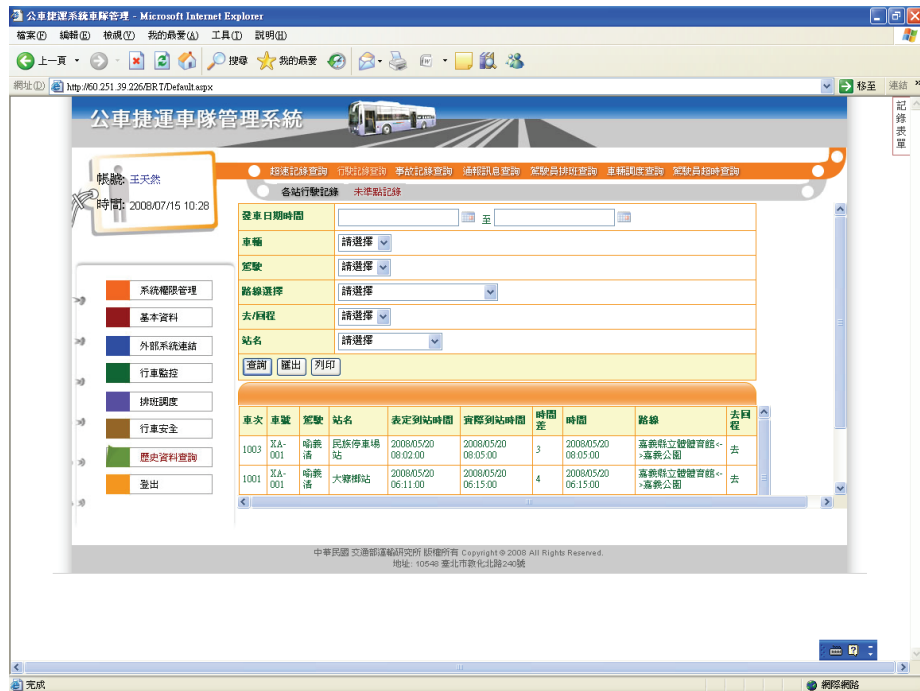 公車捷運系統車隊管理 - Microsoft Internet Explorer
檔案(F) 編輯(E) 檢視(V) 我的最愛(A) 工具(T) 說明(H)
上一頁 搜尋 我的最愛
網址(D) http://60.251.39.226/BRT/Default.aspx 移至 連結 »
公車捷運車隊管理系統
記錄表單
帳號: 王天然
時間: 2008/07/15 10:28
超速記錄查詢 行駛記錄查詢 事故記錄查詢 通報訊息查詢 駕駛員排班查詢 車輛調度查詢 駕駛員超時查詢
各站行駛記錄 未準點記錄
發車日期時間 至
車輛 請選擇
駕駛 請選擇
路線選擇 請選擇
去/回程 請選擇
站名 請選擇
查詢 匯出 列印
系統權限管理
基本資料
外部系統連結
行車監控
排班調度
行車安全
歷史資料查詢
登出
車次 車號 駕駛 站名 表定到站時間 實際到站時間 時間差 時間 路線 去回程
1003 XA-001 喻義濤 民族停車場站 2008/05/20 08:02:00 2008/05/20 08:05:00 3 2008/05/20 08:05:00 嘉義縣立體體育館<->嘉義公園 去
1001 XA-001 喻義濤 大糠榔站 2008/05/20 06:11:00 2008/05/20 06:15:00 4 2008/05/20 06:15:00 嘉義縣立體體育館<->嘉義公園 去
中華民國 交通部運輸研究所 版權所有 Copyright © 2008 All Rights Reserved.
地址: 10548 臺北市敦化北路240號
完成 網際網路